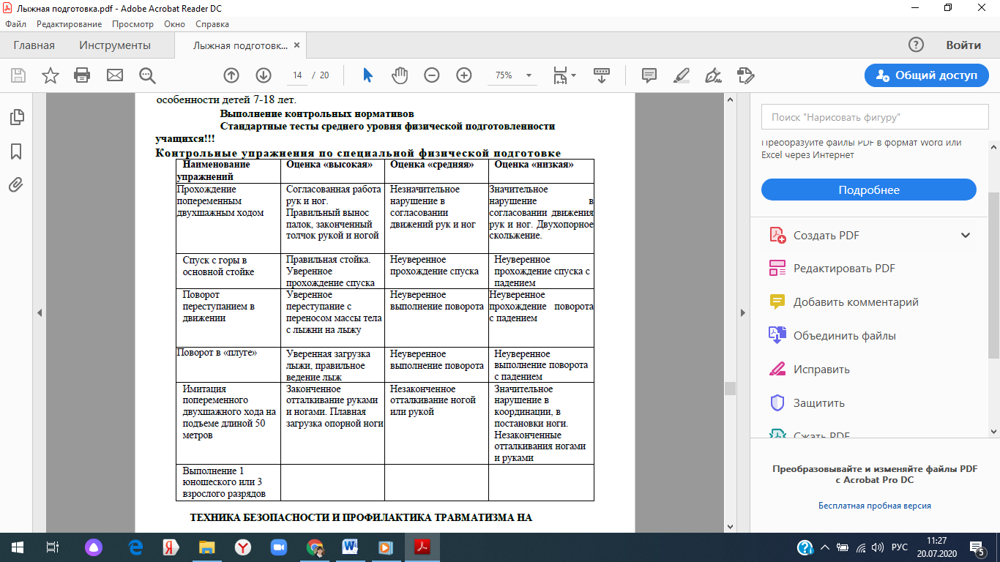 Лыжная подготовка.pdf - Adobe Acrobat Reader DC
Файл Редактирование Просмотр Окно Справка
Главная Инструменты Лыжная подготовк... × Войти
14 / 20 75% Общий доступ
особенности детей 7-18 лет.
Выполнение контрольных нормативов
Стандартные тесты среднего уровня физической подготовленности
учащихся!!!
Контрольные упражнения по специальной физической подготовке
Наименование
упражнений
Оценка «высокая»
Оценка «средняя»
Оценка «низкая»
Прохождение
попеременным
двухшажным ходом
Согласованная работа
рук и ног.
Правильный вынос
палок, законченный
толчок рукой и ногой
Незначительное
нарушение в
согласовании
движений рук и ног
Значительное
нарушение в
согласовании движения
рук и ног. Двухопорное
скольжение.
Спуск с горы в
основной стойке
Правильная стойка.
Уверенное
прохождение спуска
Неуверенное
прохождение спуска
Неуверенное
прохождение спуска с
падением
Поворот
переступанием в
движении
Уверенное
переступание с
переносом массы тела
с лыжни на лыжу
Неуверенное
выполнение поворота
Неуверенное
прохождение поворота
с падением
Поворот в «плуге»
Уверенная загрузка
лыжи, правильное
ведение лыж
Неуверенное
выполнение поворота
Неуверенное
выполнение поворота
с падением
Имитация
попеременного
двухшажного хода на
подъеме длиной 50
метров
Законченное
отталкивание руками
и ногами. Плавная
загрузка опорной ноги
Незаконченное
отталкивание ногой
или рукой
Значительное
нарушение в
координации, в
постановки ноги.
Незаконченные
отталкивания ногами
и руками
Выполнение 1
юношеского или 3
взрослого разрядов
ТЕХНИКА БЕЗОПАСНОСТИ И ПРОФИЛАКТИКА ТРАВМАТИЗМА НА
Поиск "Нарисовать фигуру"
Преобразуйте файлы PDF в формат Word или
Excel через Интернет
Подробнее
Создать PDF
Редактировать PDF
Добавить комментарий
Объединить файлы
Исправить
Защитить
Сжать PDF
Преобразовывайте и изменяйте файлы PDF
с Acrobat Pro DC
Бесплатная пробная версия
РУС
11:27
20.07.2020
5